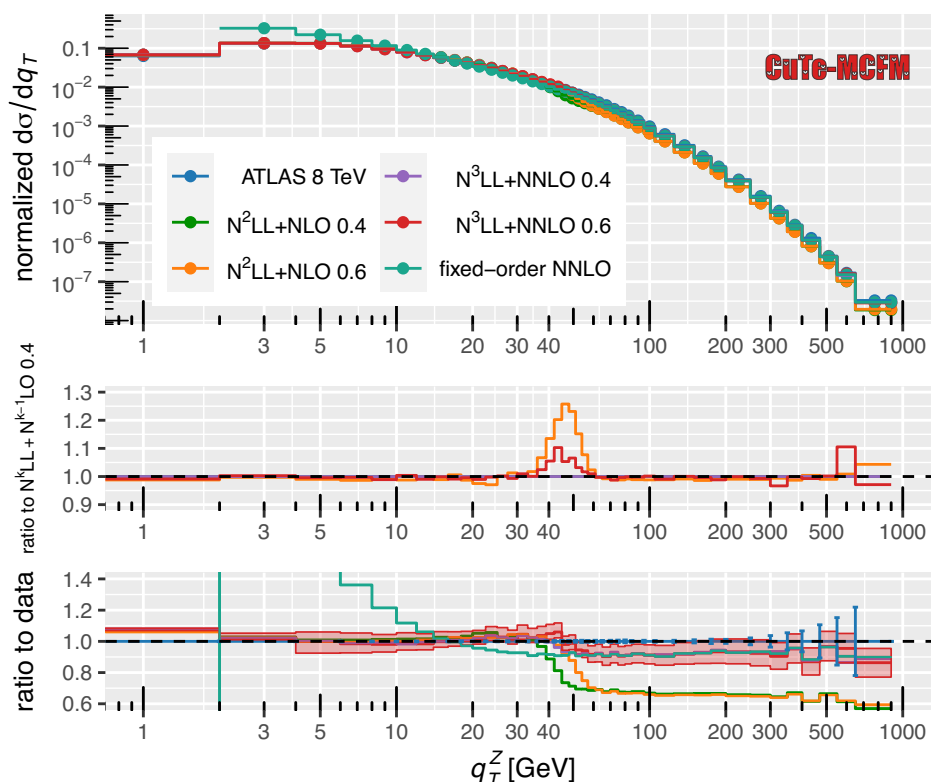 normalized dσ/dq_T
0.1
10⁻²
10⁻³
10⁻⁴
10⁻⁵
10⁻⁶
10⁻⁷
CuTe-MCFM
ATLAS 8 TeV
N²LL+NLO 0.4
N²LL+NLO 0.6
N³LL+NNLO 0.4
N³LL+NNLO 0.6
fixed–order NNLO
1 3 5 10 20 30 40 100 200 300 500 1000
ratio to NᵏLL + Nᵏ⁻¹LO 0.4
1.3
1.2
1.1
1.0
0.9
1 3 5 10 20 30 40 100 200 300 500 1000
ratio to data
1.4
1.2
1.0
0.8
0.6
1 3 5 10 20 30 40 100 200 300 500 1000
q_T^Z [GeV]